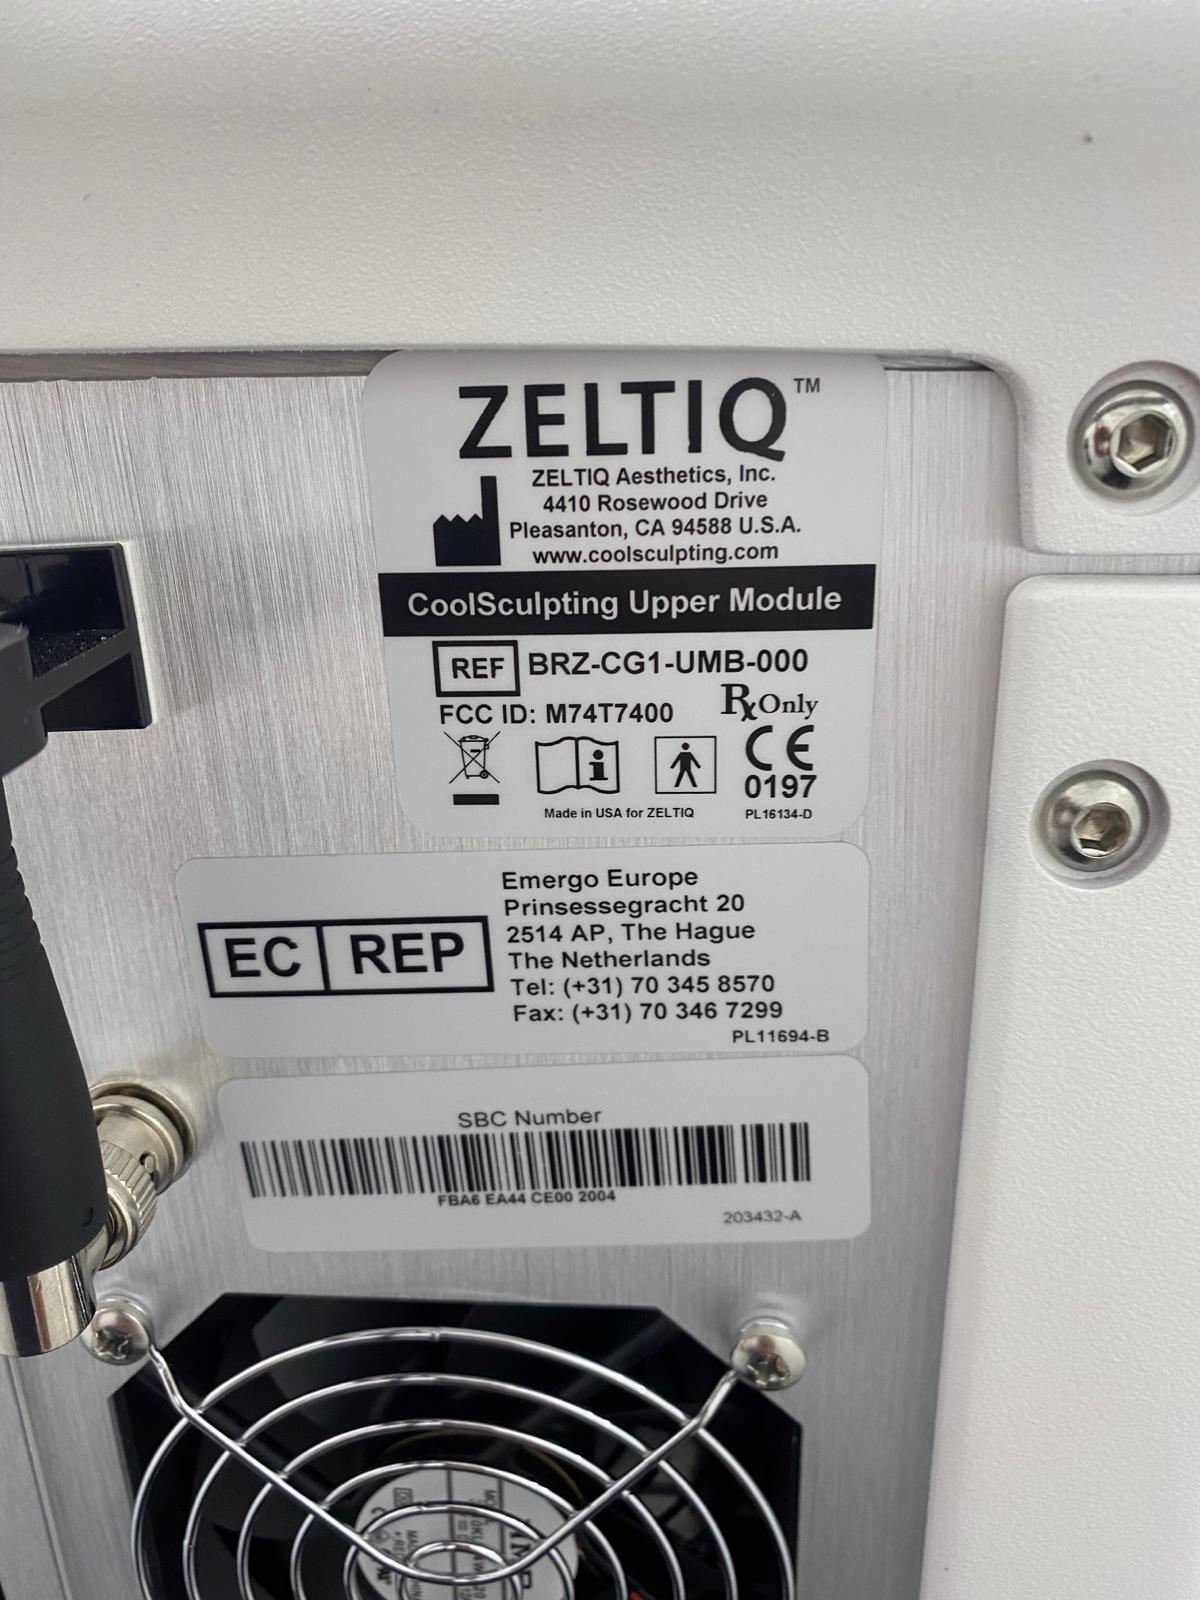 ZELTIQ™
ZELTIQ Aesthetics, Inc.
4410 Rosewood Drive
Pleasanton, CA 94588 U.S.A.
www.coolsculpting.com
CoolSculpting Upper Module
REF BRZ-CG1-UMB-000
Rx Only
FCC ID: M74T7400
CE
0197
Made in USA for ZELTIQ
PL16134-D
EC REP
Emergo Europe
Prinsessegracht 20
2514 AP, The Hague
The Netherlands
Tel: (+31) 70 345 8570
Fax: (+31) 70 346 7299
PL11694-B
SBC Number
FBA6 EA44 CE00 2004
203432-A